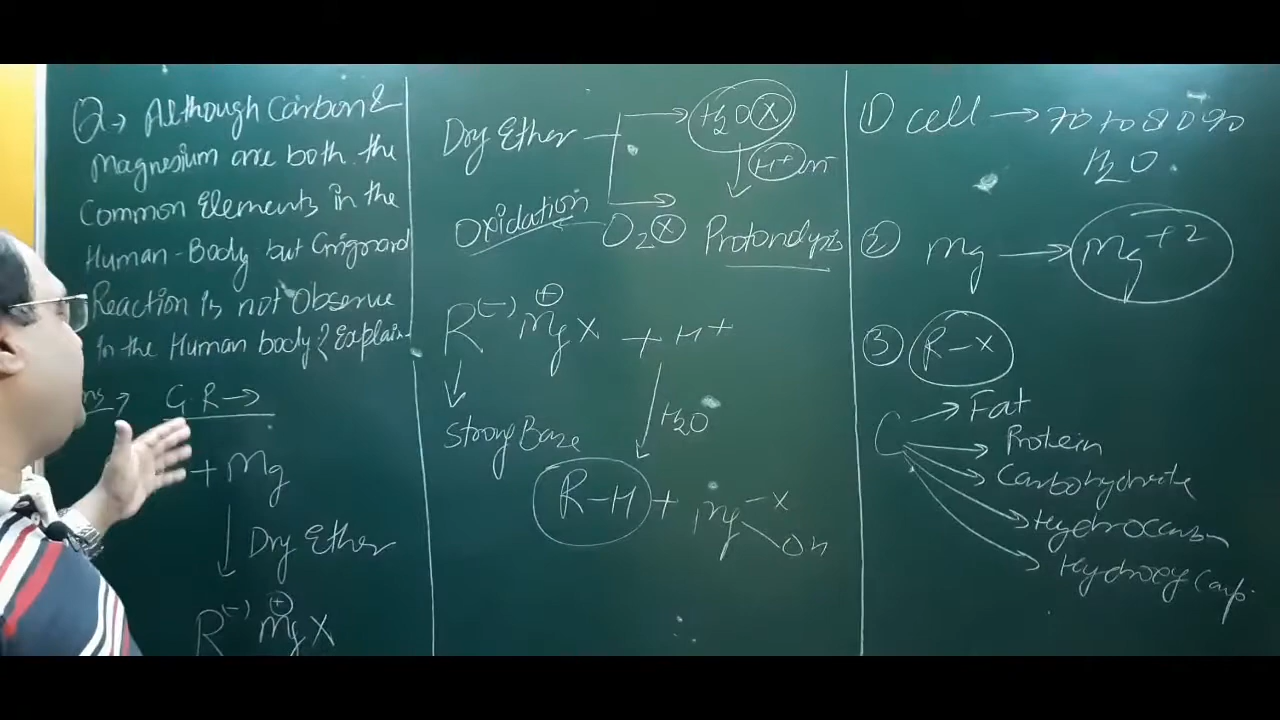 Q → Although Carbon &
Magnesium are both the
Common Elements in the
Human-Body but Grignard
Reaction is not Observe
In the Human body? Explain
G.R →
+ Mg
Dry Ether
R(-) Mg(+) X
Dry Ether → H2O (X)
H+
Oxidation ← O2 (X) Protonolysis
R(-) Mg(+) X + H+
H2O
Strong Base
R-H + Mg - X
OH
① cell → 70 to 80 90
H2O
② Mg → Mg+2
③ R-X
C → Fat
Protein
Carbohydrate
Hydrocarbon
Hydroxy Carb.